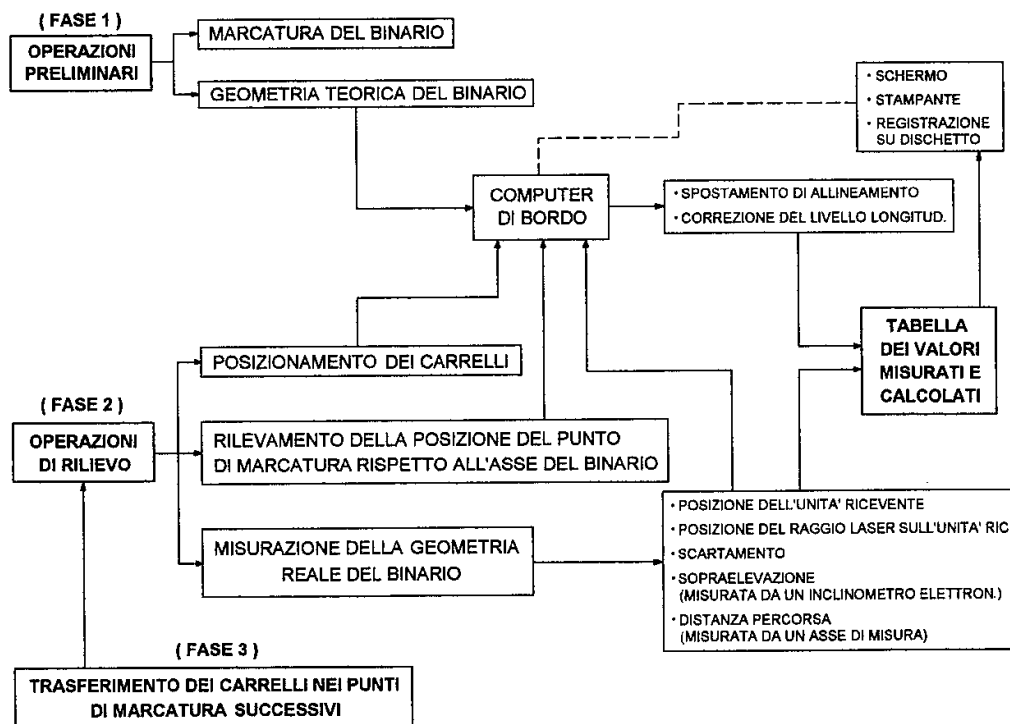 ( FASE 1 )
OPERAZIONI
PRELIMINARI
MARCATURA DEL BINARIO
GEOMETRIA TEORICA DEL BINARIO
• SCHERMO
• STAMPANTE
• REGISTRAZIONE
SU DISCHETTO
COMPUTER
DI BORDO
• SPOSTAMENTO DI ALLINEAMENTO
• CORREZIONE DEL LIVELLO LONGITUD.
TABELLA
DEI VALORI
MISURATI E
CALCOLATI
POSIZIONAMENTO DEI CARRELLI
( FASE 2 )
OPERAZIONI
DI RILIEVO
RILEVAMENTO DELLA POSIZIONE DEL PUNTO
DI MARCATURA RISPETTO ALL'ASSE DEL BINARIO
MISURAZIONE DELLA GEOMETRIA
REALE DEL BINARIO
• POSIZIONE DELL'UNITA' RICEVENTE
• POSIZIONE DEL RAGGIO LASER SULL'UNITA' RIC
• SCARTAMENTO
• SOPRAELEVAZIONE
(MISURATA DA UN INCLINOMETRO ELETTRON.)
• DISTANZA PERCORSA
(MISURATA DA UN ASSE DI MISURA)
( FASE 3 )
TRASFERIMENTO DEI CARRELLI NEI PUNTI
DI MARCATURA SUCCESSIVI